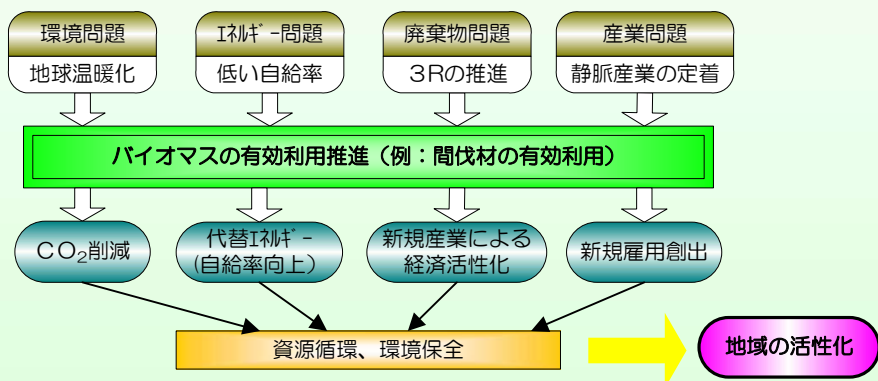 環境問題
地球温暖化
ｴﾈﾙｷﾞｰ問題
低い自給率
廃棄物問題
３Rの推進
産業問題
静脈産業の定着
バイオマスの有効利用推進（例：間伐材の有効利用）
ＣＯ₂削減
代替ｴﾈﾙｷﾞｰ
(自給率向上）
新規産業による
経済活性化
新規雇用創出
資源循環、環境保全
地域の活性化